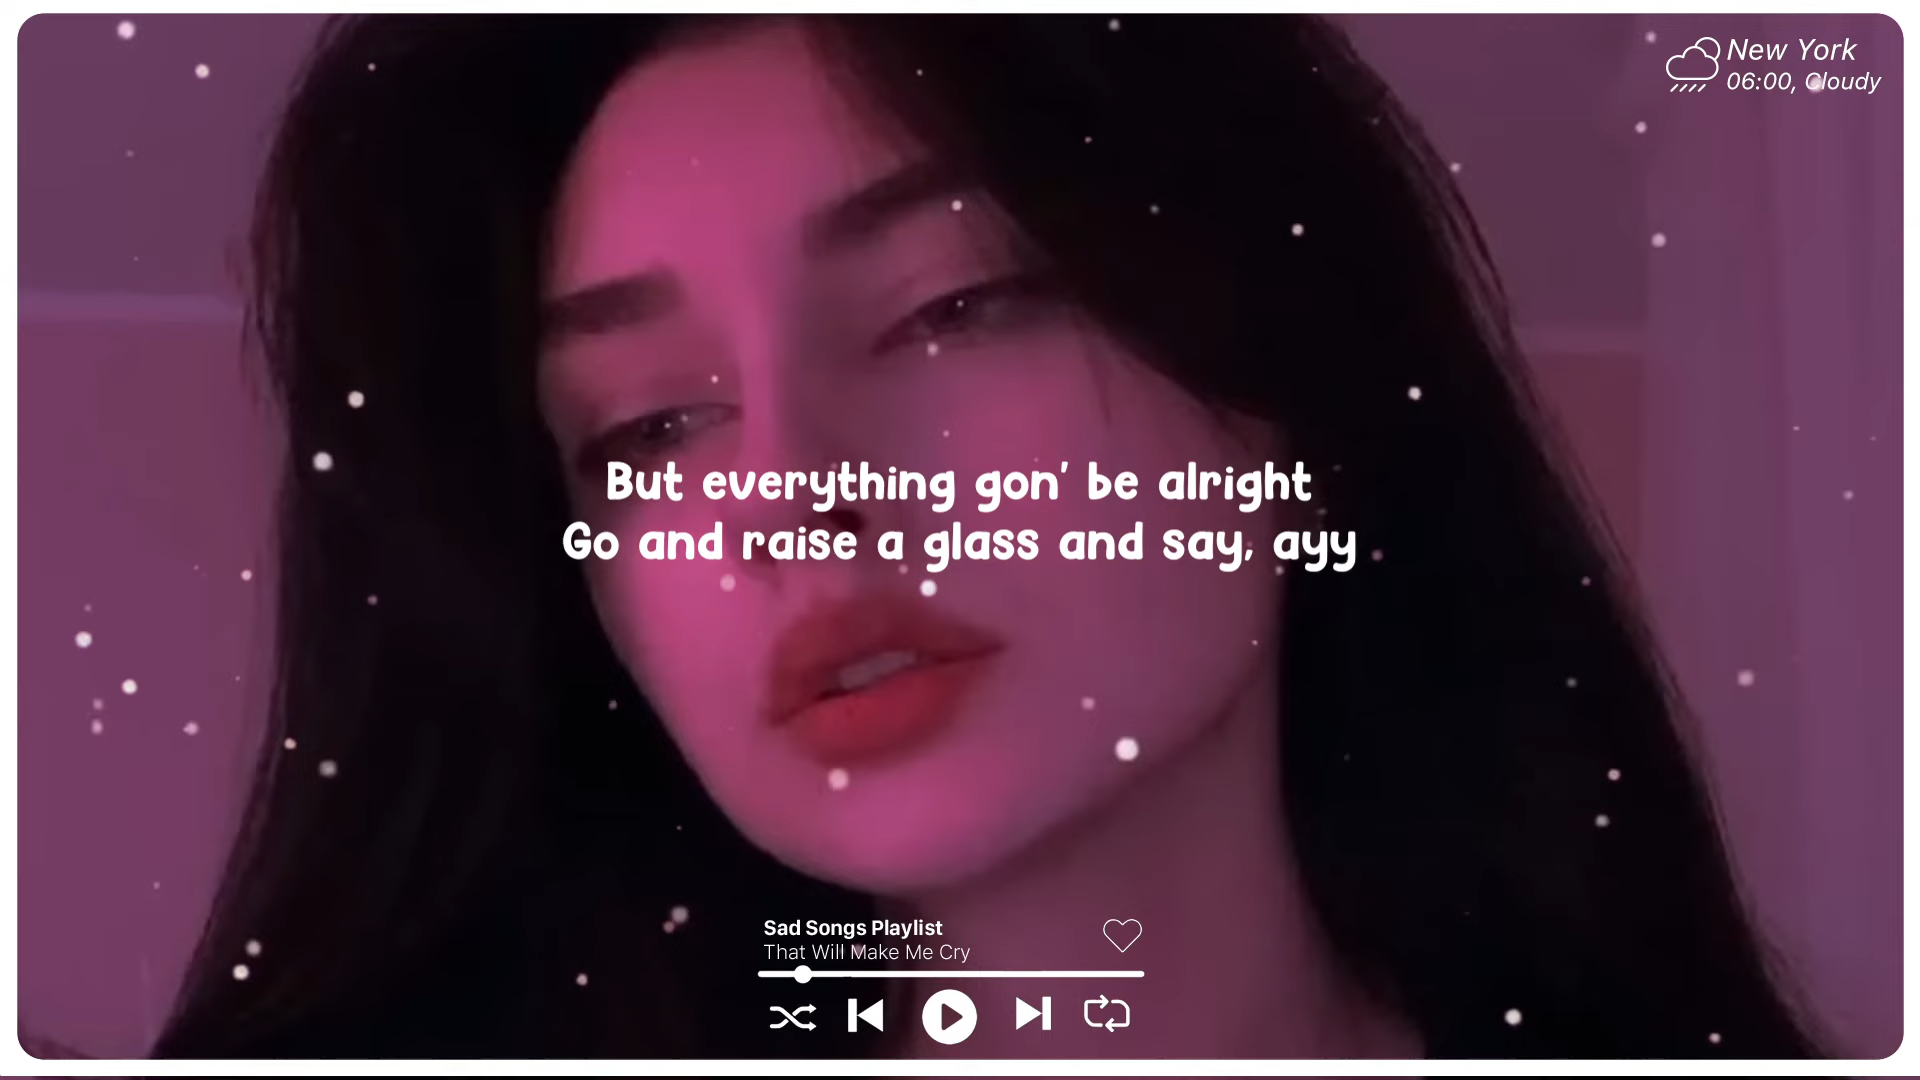 New York
06:00, Cloudy
But everything gon' be alright
Go and raise a glass and say, ayy
Sad Songs Playlist
That Will Make Me Cry